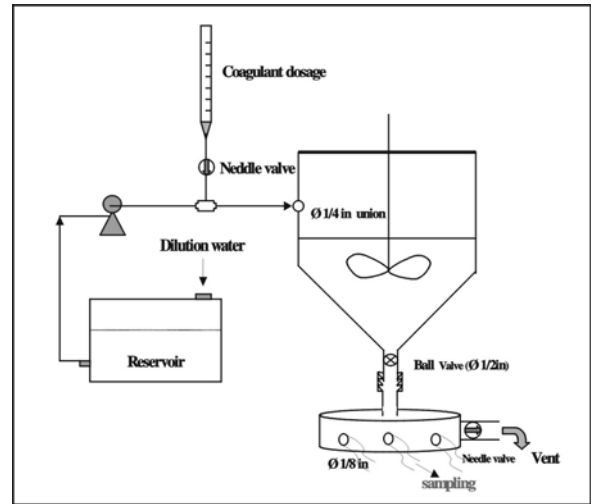 Coagulant dosage
Neddle valve
Ø 1/4 in union
Dilution water
Reservoir
Ball Valve (Ø 1/2in)
Ø 1/8 in
Needle valve
Vent
sampling